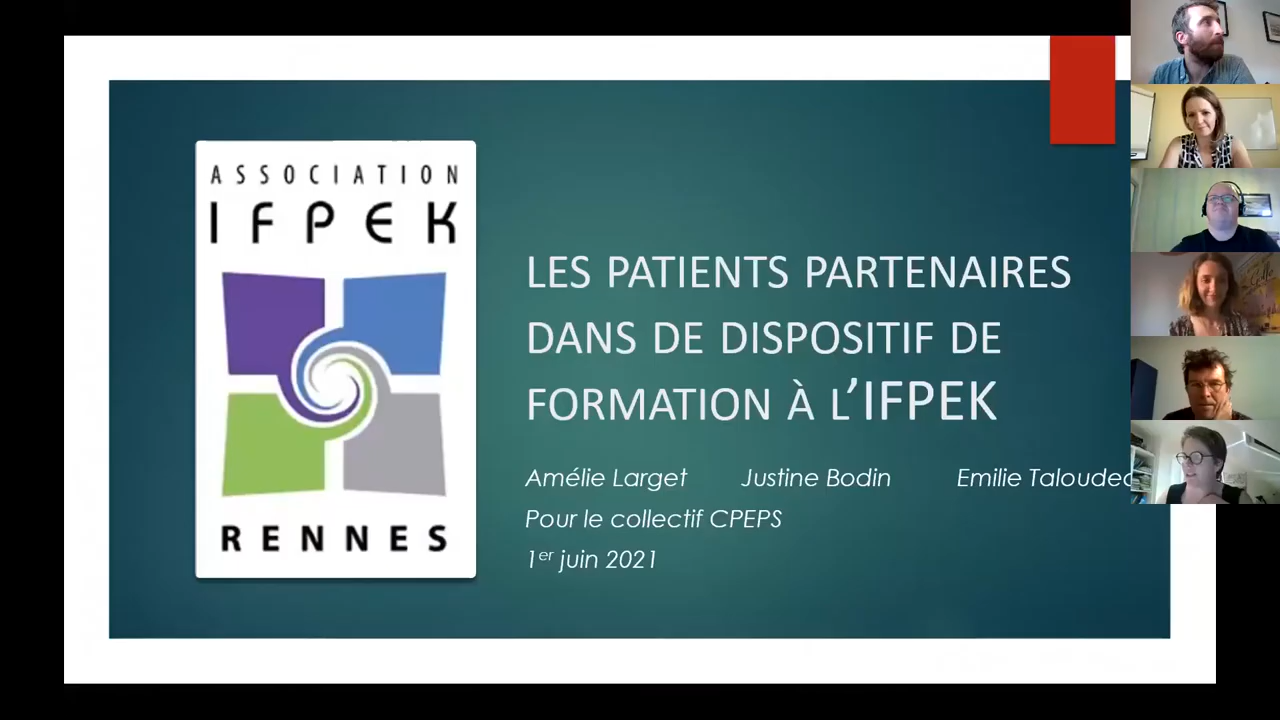 ASSOCIATION
IFPEK
RENNES
LES PATIENTS PARTENAIRES
DANS DE DISPOSITIF DE
FORMATION À L’IFPEK
Amélie Larget Justine Bodin Emilie
Pour le collectif CPEPS
1er juin 2021